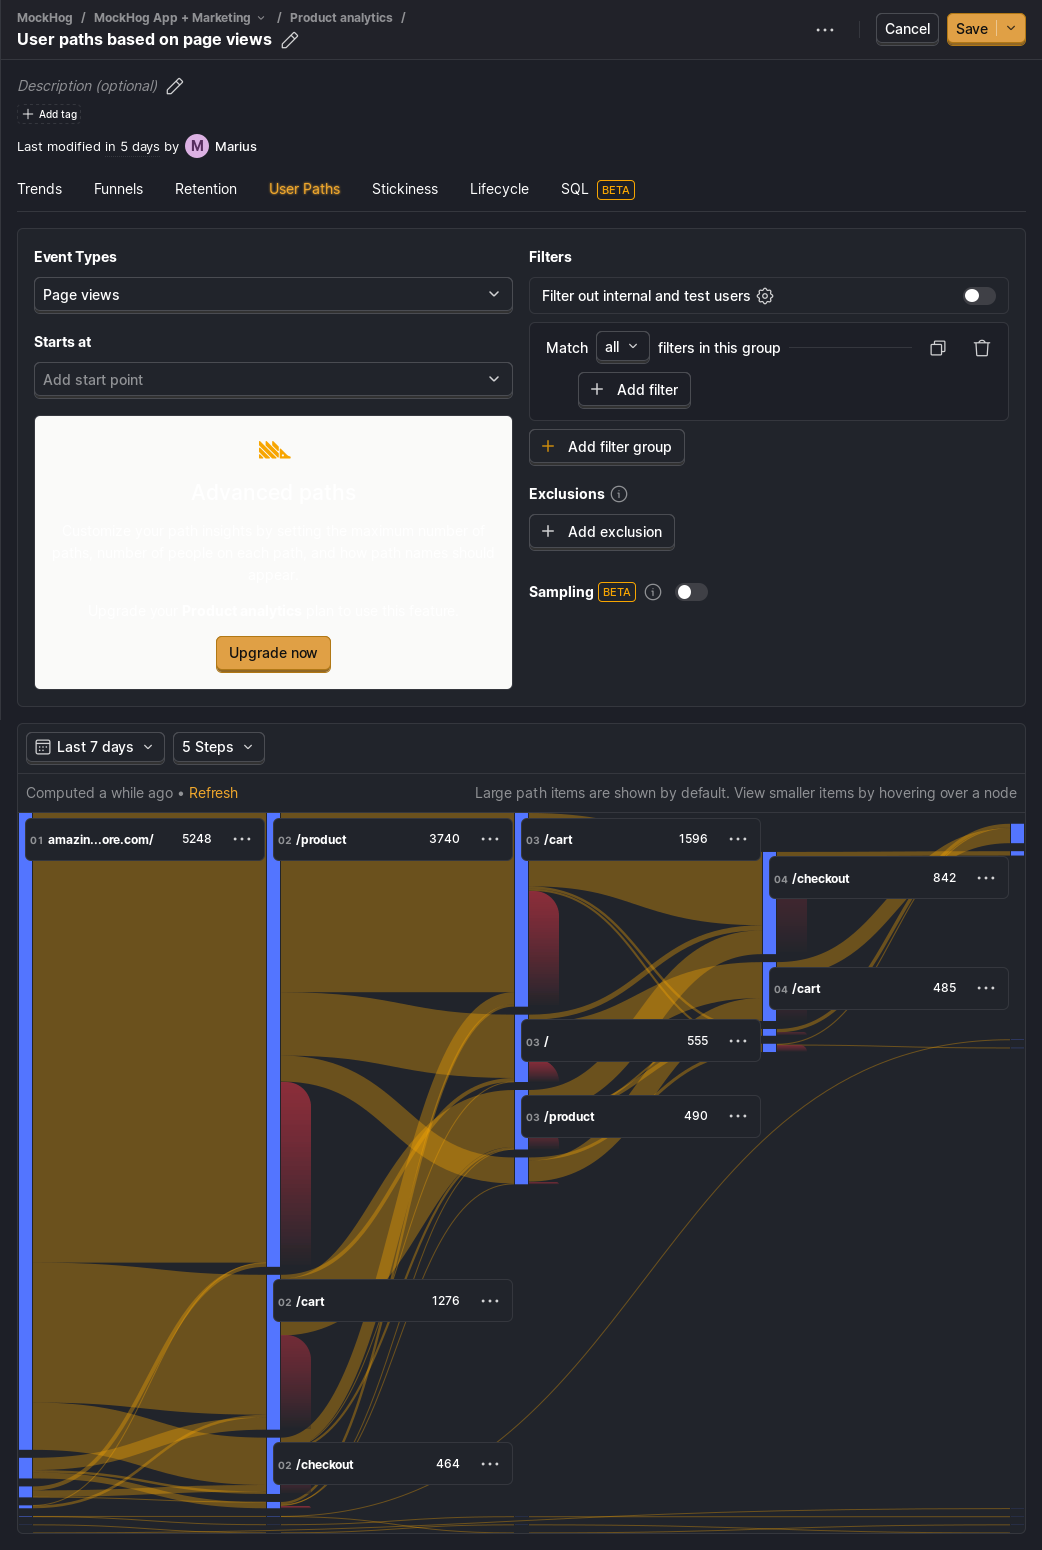 MockHog / MockHog App + Marketing / Product analytics /
User paths based on page views
Cancel
Save
Description (optional)
Add tag
Last modified in 5 days by M Marius
Trends Funnels Retention User Paths Stickiness Lifecycle SQL BETA
Event Types
Page views
Starts at
Add start point
Advanced paths
Customize your path insights by setting the maximum number of
paths, number of people on each path, and how path names should
appear.
Upgrade your Product analytics plan to use this feature.
Upgrade now
Filters
Filter out internal and test users
Match all filters in this group
Add filter
Add filter group
Exclusions
Add exclusion
Sampling BETA
Last 7 days 5 Steps
Computed a while ago • Refresh
Large path items are shown by default. View smaller items by hovering over a node
01 amazin...ore.com/ 5248
02 /product 3740
03 /cart 1596
04 /checkout 842
04 /cart 485
03 / 555
03 /product 490
02 /cart 1276
02 /checkout 464